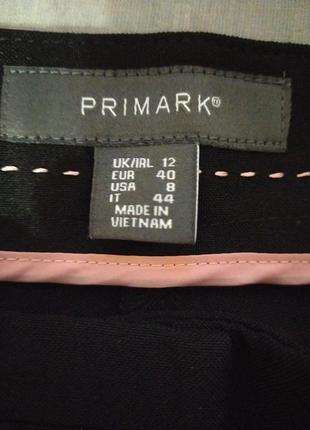 PRIMARK®
UK/IRL 12
EUR 40
USA 8
IT 44
MADE IN
VIETNAM